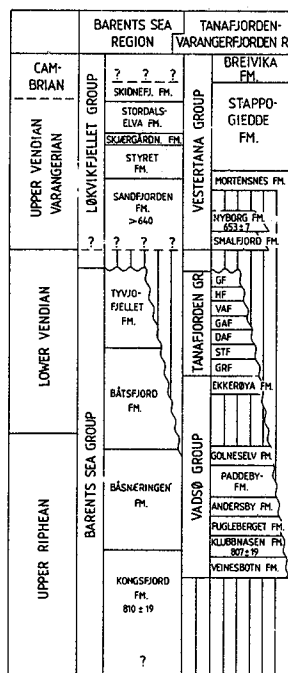 BARENTS SEA
REGION
TANAFJORDEN-
VARANGERFJORDEN R
CAM-
BRIAN
UPPER VENDIAN
VARANGERIAN
LOWER VENDIAN
UPPER RIPHEAN
LØKVIKFJELLET GROUP
? ? ?
SKIDNEFJ. FM.
STORDALS-
ELVA FM.
SKJÆRGÅRDN. FM.
STYRET
FM.
SANDFJORDEN
FM.
>640
? ? ? ?
BARENTS SEA GROUP
TYVJO-
FJELLET
FM.
BÅTSFJORD
FM.
BÅSNÆRINGEN
FM.
KONGSFJORD
FM.
810 ± 19
?
VESTERTANA GROUP
BREIVIKA
FM.
STAPPO-
GIEDDE
FM.
MORTENSNES FM.
NYBORG FM.
653 ± 7
SMALFJORD FM.
TANAFJORDEN GR.
GF
HF
VAF
GAF
DAF
STF
GRF
VADSØ GROUP
EKKERØYA FM.
GOLNESELV FM.
PADDEBY-
FM.
ANDERSBY FM.
FUGLEBERGET FM.
KLUBBNASEN FM.
807 ± 19
VEINESBOTN FM.